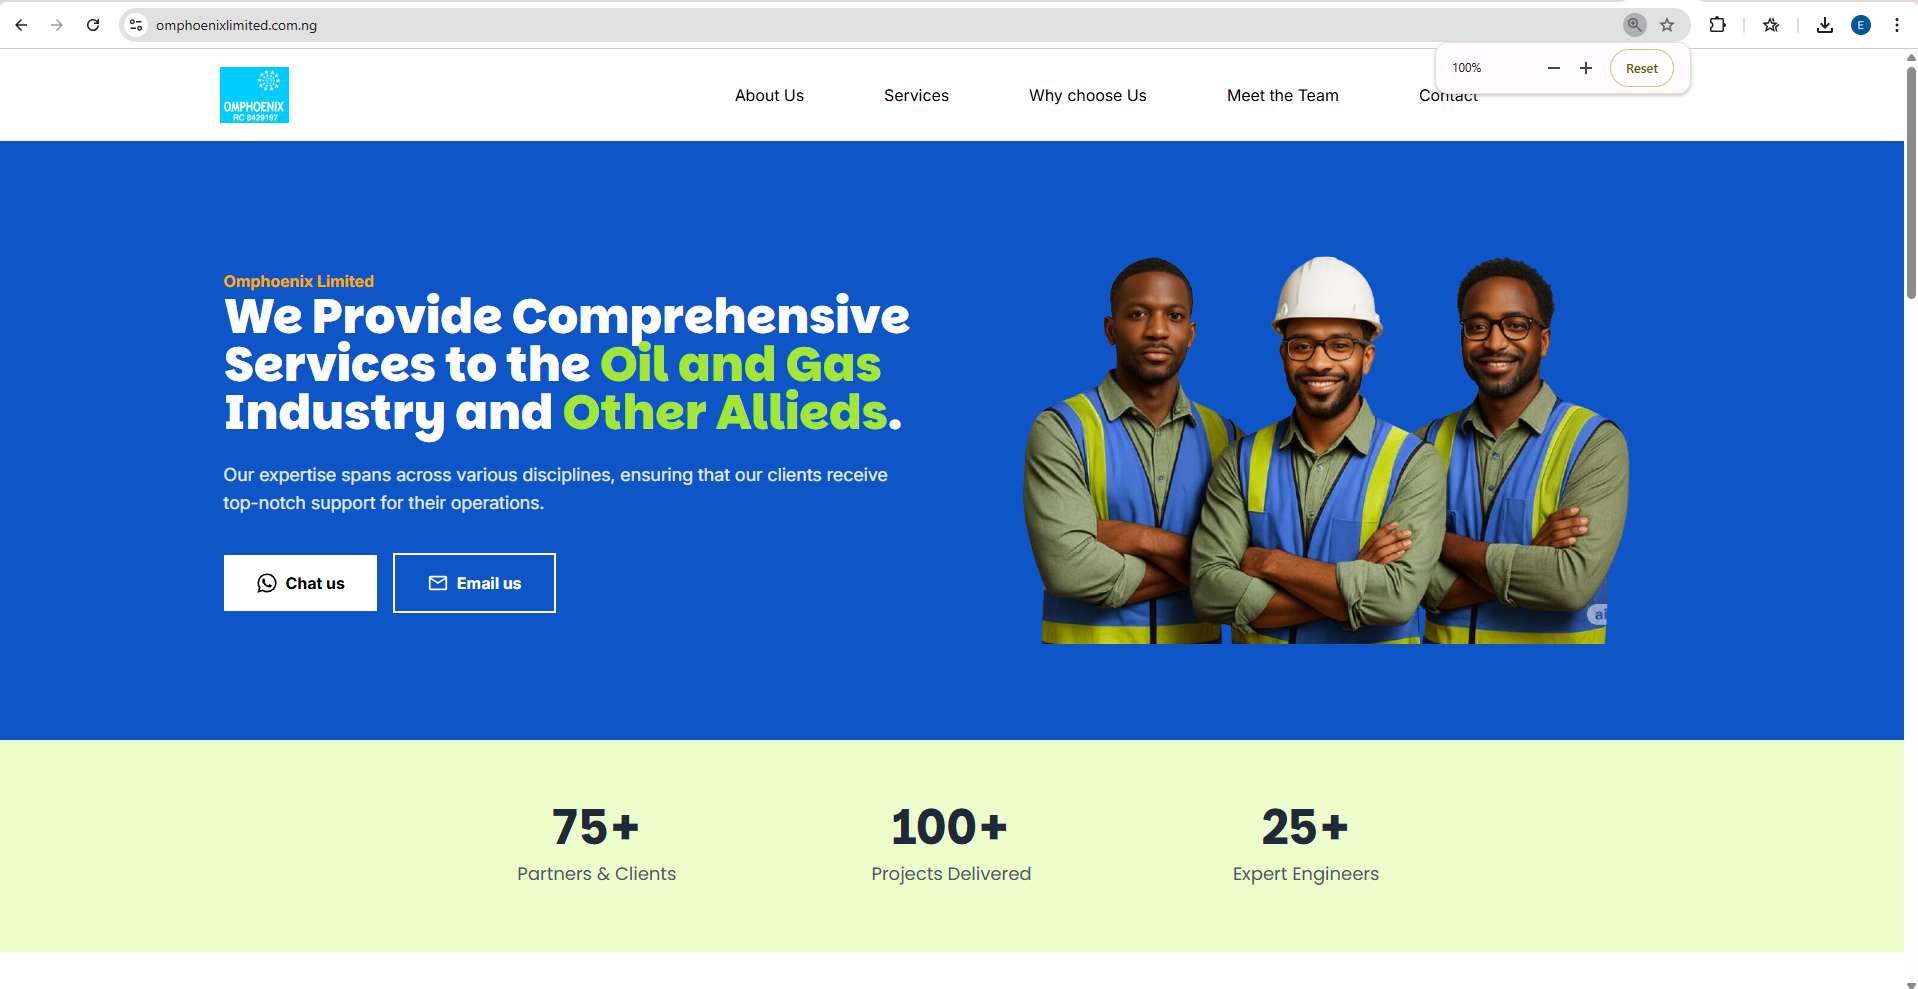 omphoenixlimited.com.ng
E
100%
Reset
OMPHOENIX
RC 8429197
About Us
Services
Why choose Us
Meet the Team
Contact
Omphoenix Limited
We Provide Comprehensive
Services to the Oil and Gas
Industry and Other Allieds.
Our expertise spans across various disciplines, ensuring that our clients receive
top-notch support for their operations.
Chat us
Email us
ai
75+
100+
25+
Partners & Clients
Projects Delivered
Expert Engineers